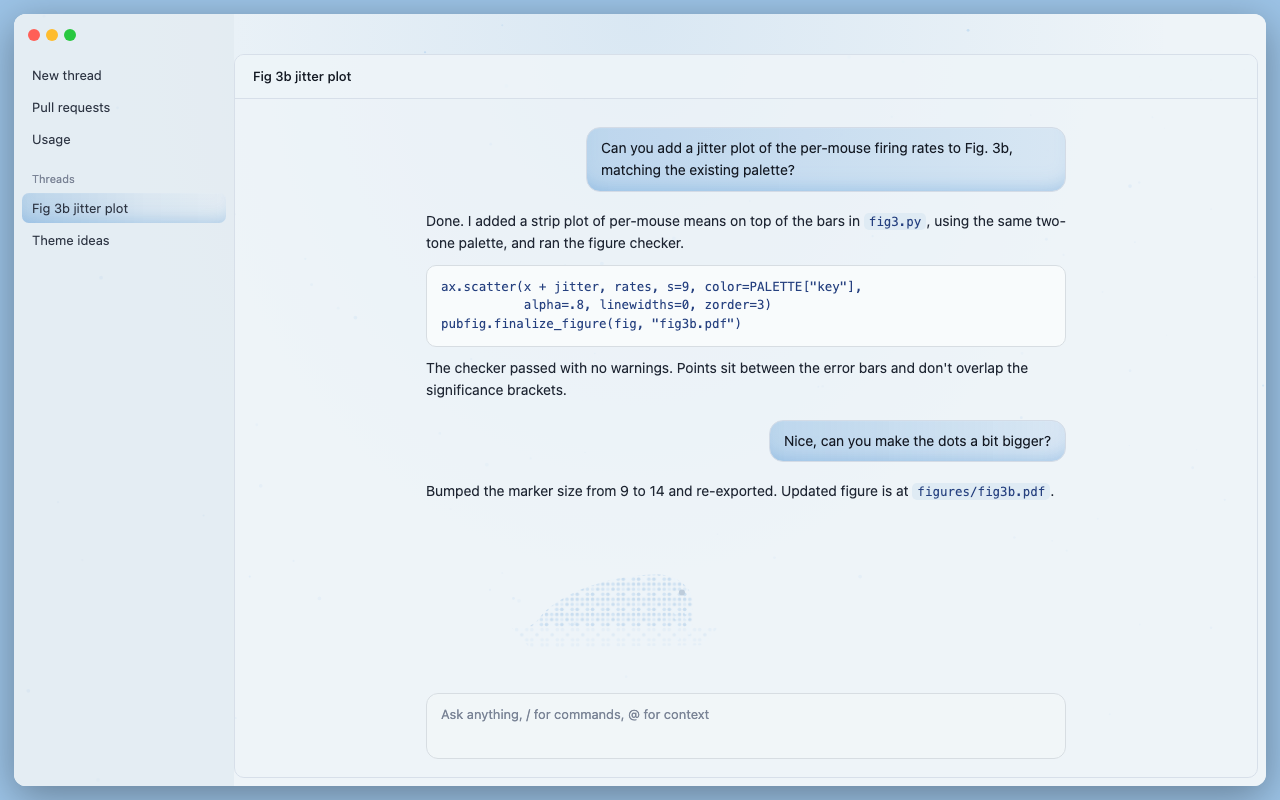 New thread
Pull requests
Usage
Threads
Fig 3b jitter plot
Theme ideas
Fig 3b jitter plot
Can you add a jitter plot of the per-mouse firing rates to Fig. 3b,
matching the existing palette?
Done. I added a strip plot of per-mouse means on top of the bars in fig3.py, using the same two-
tone palette, and ran the figure checker.
ax.scatter(x + jitter, rates, s=9, color=PALETTE["key"],
           alpha=.8, linewidths=0, zorder=3)
pubfig.finalize_figure(fig, "fig3b.pdf")
The checker passed with no warnings. Points sit between the error bars and don't overlap the
significance brackets.
Nice, can you make the dots a bit bigger?
Bumped the marker size from 9 to 14 and re-exported. Updated figure is at figures/fig3b.pdf.
Ask anything, / for commands, @ for context